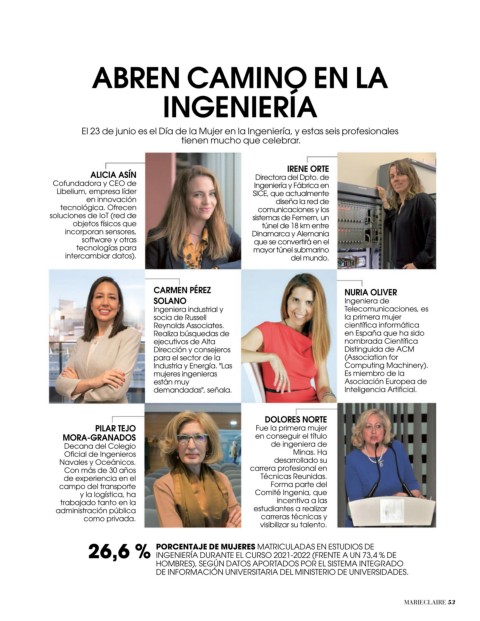 ABREN CAMINO EN LA
INGENIERÍA
El 23 de junio es el Día de la Mujer en la Ingeniería, y estas seis profesionales
tienen mucho que celebrar.
ALICIA ASÍN
Cofundadora y CEO de
Libelium, empresa líder
en innovación
tecnológica. Ofrecen
soluciones de IoT (red de
objetos físicos que
incorporan sensores,
software y otras
tecnologías para
intercambiar datos).
IRENE ORTE
Directora del Dpto. de
Ingeniería y Fábrica en
SICE, que actualmente
diseña la red de
comunicaciones y los
sistemas de Femern, un
túnel de 18 km entre
Dinamarca y Alemania
que se convertirá en el
mayor túnel submarino
del mundo.
CARMEN PÉREZ
SOLANO
Ingeniera industrial y
socia de Russell
Reynolds Associates.
Realiza búsquedas de
ejecutivos de Alta
Dirección y consejeros
para el sector de la
Industria y Energía. "Las
mujeres ingenieras
están muy
demandadas", señala.
NURIA OLIVER
Ingeniera de
Telecomunicaciones, es
la primera mujer
científica informática
en España que ha sido
nombrada Científica
Distinguida de ACM
(Association for
Computing Machinery).
Es miembro de la
Asociación Europea de
Inteligencia Artificial.
PILAR TEJO
MORA-GRANADOS
Decana del Colegio
Oficial de Ingenieros
Navales y Oceánicos.
Con más de 30 años
de experiencia en el
campo del transporte
y la logística, ha
trabajado tanto en la
administración pública
como privada.
DOLORES NORTE
Fue la primera mujer
en conseguir el título
de ingeniera de
Minas. Ha
desarrollado su
carrera profesional en
Técnicas Reunidas.
Forma parte del
Comité Ingenia, que
incentiva a las
estudiantes a realizar
carreras técnicas y
visibilizar su talento.
26,6 %
PORCENTAJE DE MUJERES MATRICULADAS EN ESTUDIOS DE
INGENIERÍA DURANTE EL CURSO 2021-2022 (FRENTE A UN 73,4 % DE
HOMBRES), SEGÚN DATOS APORTADOS POR EL SISTEMA INTEGRADO
DE INFORMACIÓN UNIVERSITARIA DEL MINISTERIO DE UNIVERSIDADES.
MARIECLAIRE 53